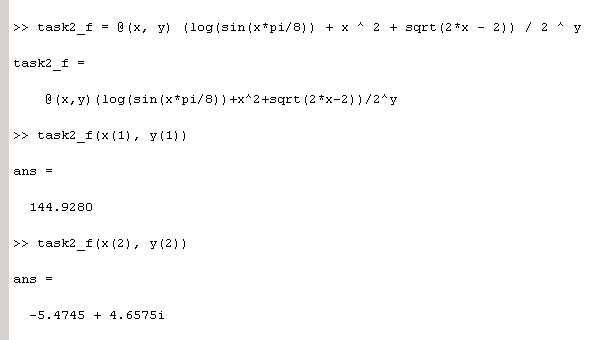 >> task2_f = @(x, y) (log(sin(x*pi/8)) + x ^ 2 + sqrt(2*x - 2)) / 2 ^ y
task2_f =
@(x,y)(log(sin(x*pi/8))+x^2+sqrt(2*x-2))/2^y
>> task2_f(x(1), y(1))
ans =
144.9280
>> task2_f(x(2), y(2))
ans =
-5.4745 + 4.6575i